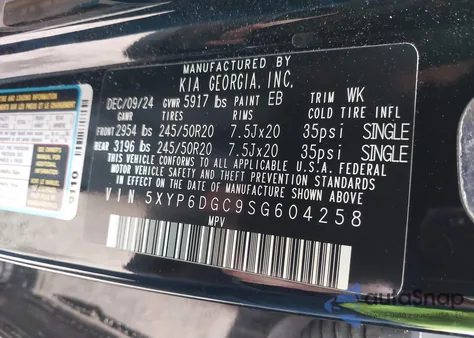 MANUFACTURED BY
KIA GEORGIA, INC.
DEC/09/24 GVWR 5917 lbs PAINT EB TRIM WK
GAWR TIRES RIMS COLD TIRE INFL
FRONT 2954 lbs 245/50R20 7.5Jx20 35psi SINGLE
REAR 3196 lbs 245/50R20 7.5Jx20 35psi SINGLE
THIS VEHICLE CONFORMS TO ALL APPLICABLE U.S.A. FEDERAL
MOTOR VEHICLE SAFETY AND THEFT PREVENTION STANDARDS
IN EFFECT ON THE DATE OF MANUFACTURE SHOWN ABOVE.
VIN 5XYP6DGC9SG604258
MPV
9110
autoSnap